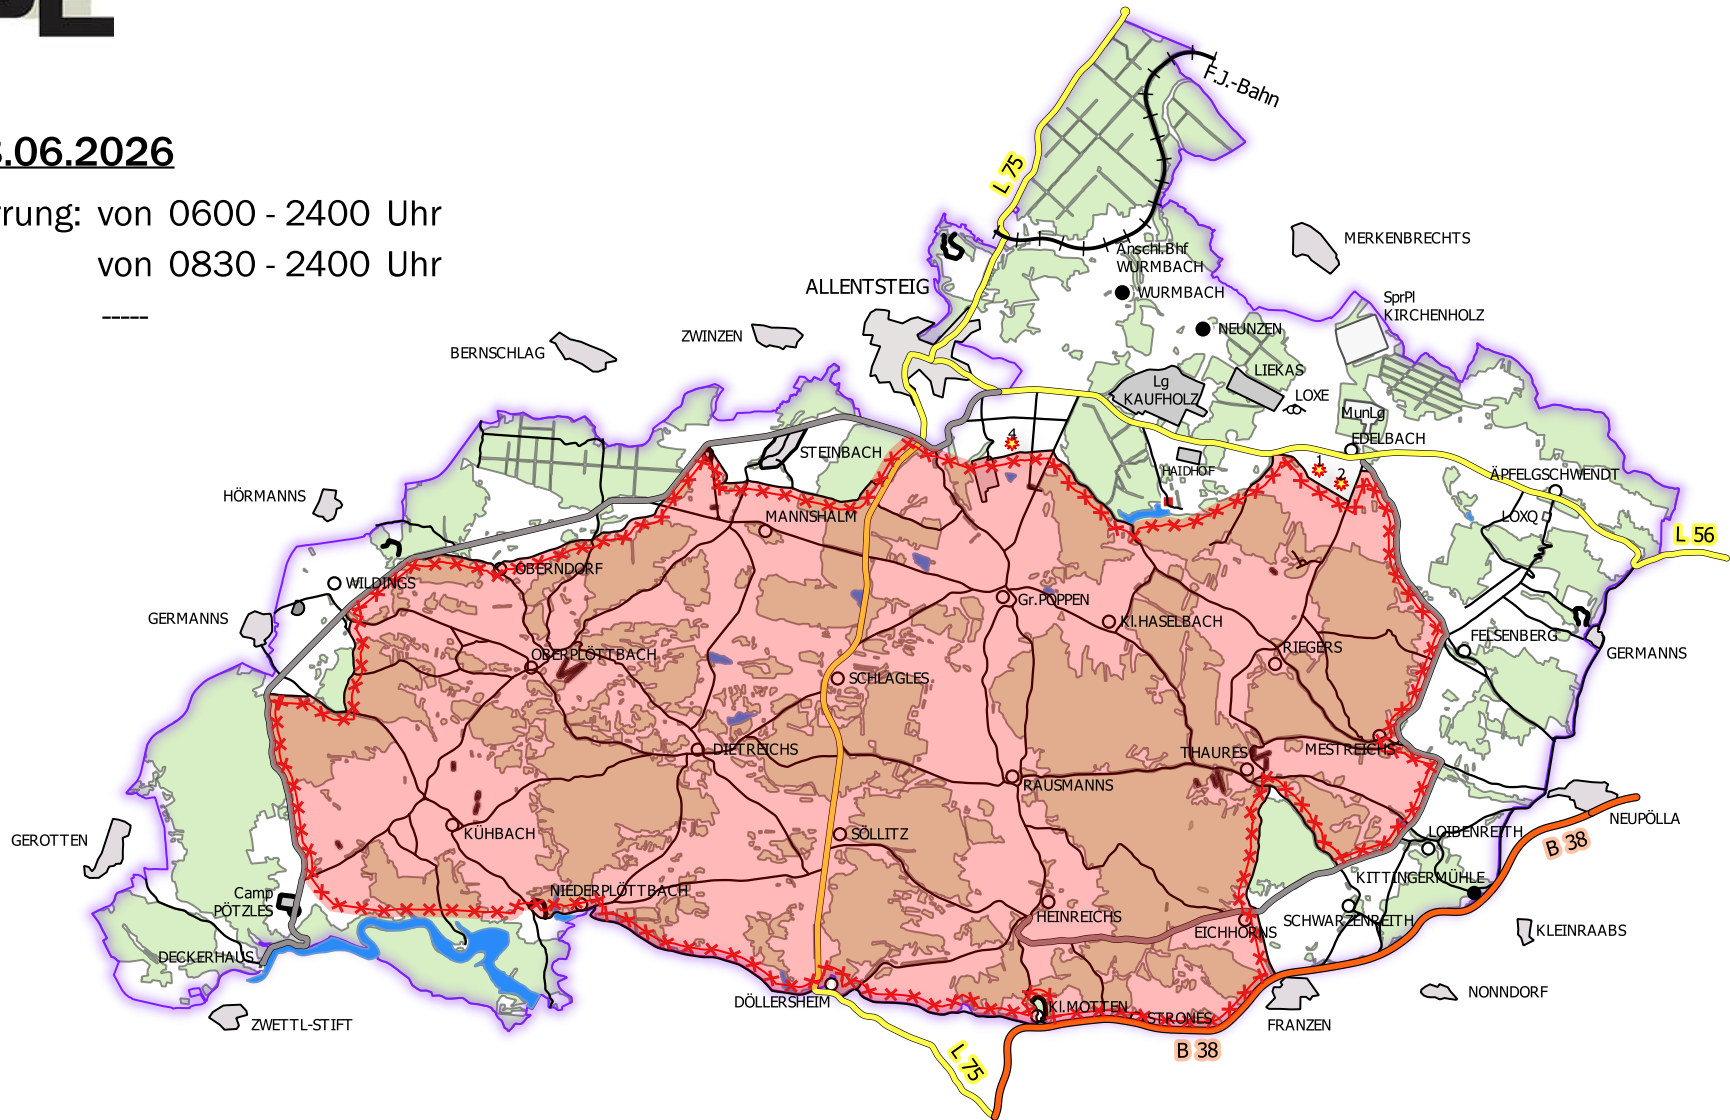 .06.2026
rrung: von 0600 - 2400 Uhr
von 0830 - 2400 Uhr
-----
F.J.-Bahn
L 75
MERKENBRECHTS
Anschl.Bhf
WURMBACH
WURMBACH
ALLENTSTEIG
SprPl
KIRCHENHOLZ
NEUNZEN
ZWINZEN
BERNSCHLAG
LIEKAS
Lg
KAUFHOLZ
LOXE
MunLg
EDELBACH
4
STEINBACH
HAIDHOF
1
2
ÄPFELGSCHWENDT
HÖRMANNS
MANNSHALM
LOXQ
L 56
OBERNDORF
WILDINGS
Gr.POPPEN
GERMANNS
Kl.HASELBACH
FELSENBERG
RIEGERS
GERMANNS
OBERPLÖTTBACH
SCHLAGLES
DIETREICHS
THAURES
MESTREICHS
RAUSMANNS
NEUPÖLLA
GEROTTEN
KÜHBACH
SÖLLITZ
LOIBENREITH
B 38
KITTINGERMÜHLE
Camp
PÖTZLES
NIEDERPLÖTTBACH
HEINREICHS
SCHWARZENREITH
EICHHORNS
KLEINRAABS
DECKERHAUS
DÖLLERSHEIM
NONNDORF
Kl.MOTTEN
STRONES
ZWETTL-STIFT
FRANZEN
B 38
L 75